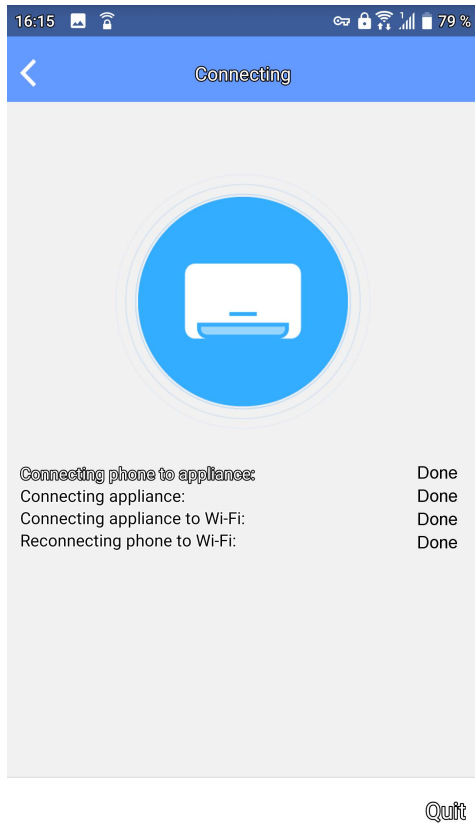 16:15 79 %
Connecting
Connecting phone to appliance: Done
Connecting appliance: Done
Connecting appliance to Wi-Fi: Done
Reconnecting phone to Wi-Fi: Done
Quit